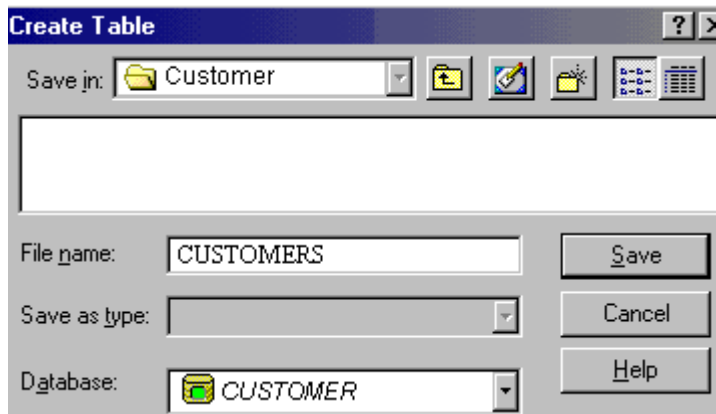 Create Table
Save in: Customer
File name: CUSTOMERS
Save
Save as type:
Cancel
Database: CUSTOMER
Help